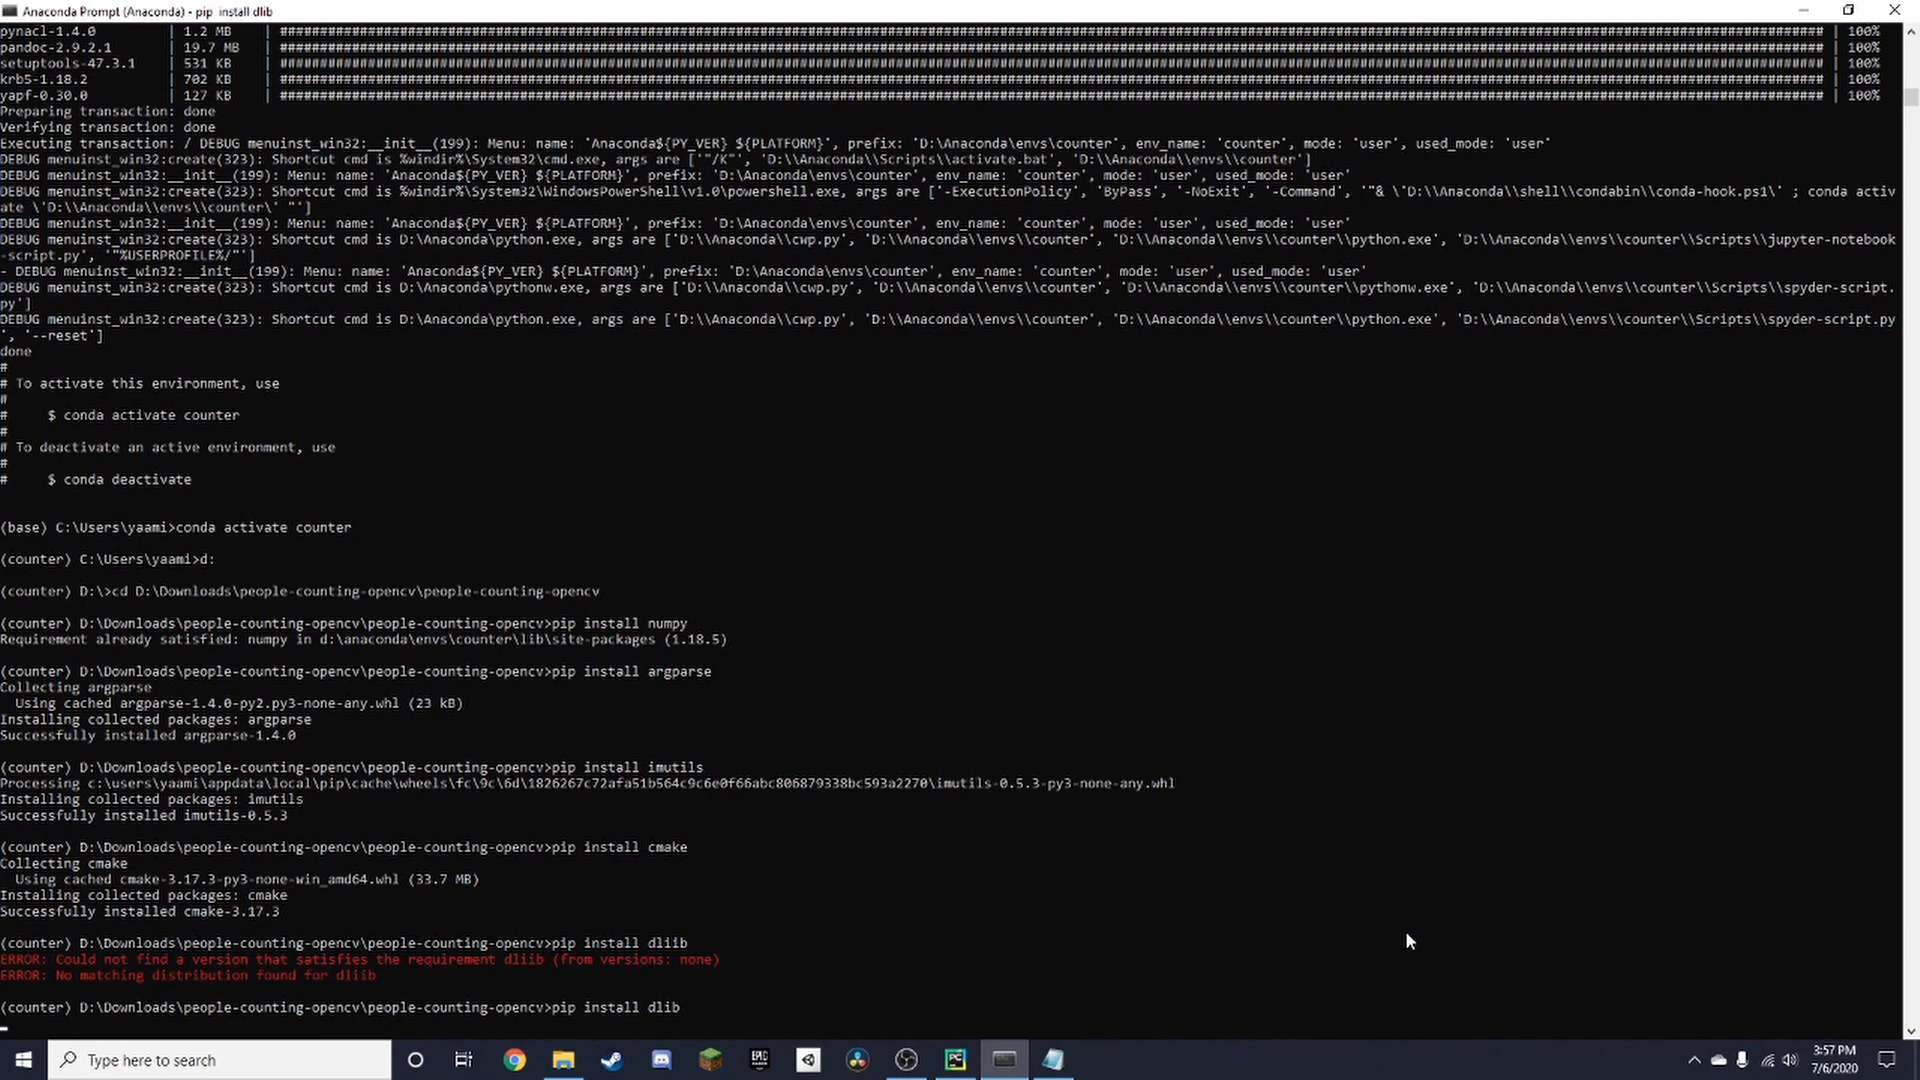 Anaconda Prompt (Anaconda) - pip  install dlib
pynacl-1.4.0         | 1.2 MB    | | 100%
pandoc-2.9.2.1       | 19.7 MB   | | 100%
setuptools-47.3.1    | 531 KB    | | 100%
krb5-1.18.2          | 702 KB    | | 100%
yapf-0.30.0          | 127 KB    | | 100%
Preparing transaction: done
Verifying transaction: done
Executing transaction: / DEBUG menuinst_win32:__init__(199): Menu: name: 'Anaconda${PY_VER} ${PLATFORM}', prefix: 'D:\Anaconda\envs\counter', env_name: 'counter', mode: 'user', used_mode: 'user'
DEBUG menuinst_win32:create(323): Shortcut cmd is %windir%\System32\cmd.exe, args are ['"/K"', 'D:\\Anaconda\\Scripts\\activate.bat', 'D:\\Anaconda\\envs\\counter']
DEBUG menuinst_win32:__init__(199): Menu: name: 'Anaconda${PY_VER} ${PLATFORM}', prefix: 'D:\Anaconda\envs\counter', env_name: 'counter', mode: 'user', used_mode: 'user'
DEBUG menuinst_win32:create(323): Shortcut cmd is %windir%\System32\WindowsPowerShell\v1.0\powershell.exe, args are ['-ExecutionPolicy', 'ByPass', '-NoExit', '-Command', '"& \'D:\\Anaconda\\shell\\condabin\\conda-hook.ps1\' ; conda activ
ate \'D:\\Anaconda\\envs\\counter\' "']
DEBUG menuinst_win32:__init__(199): Menu: name: 'Anaconda${PY_VER} ${PLATFORM}', prefix: 'D:\Anaconda\envs\counter', env_name: 'counter', mode: 'user', used_mode: 'user'
DEBUG menuinst_win32:create(323): Shortcut cmd is D:\Anaconda\python.exe, args are ['D:\\Anaconda\\cwp.py', 'D:\\Anaconda\\envs\\counter', 'D:\\Anaconda\\envs\\counter\\python.exe', 'D:\\Anaconda\\envs\\counter\\Scripts\\jupyter-notebook
-script.py', '"%USERPROFILE%/"']
- DEBUG menuinst_win32:__init__(199): Menu: name: 'Anaconda${PY_VER} ${PLATFORM}', prefix: 'D:\Anaconda\envs\counter', env_name: 'counter', mode: 'user', used_mode: 'user'
DEBUG menuinst_win32:create(323): Shortcut cmd is D:\Anaconda\pythonw.exe, args are ['D:\\Anaconda\\cwp.py', 'D:\\Anaconda\\envs\\counter', 'D:\\Anaconda\\envs\\counter\\pythonw.exe', 'D:\\Anaconda\\envs\\counter\\Scripts\\spyder-script.
py']
DEBUG menuinst_win32:create(323): Shortcut cmd is D:\Anaconda\python.exe, args are ['D:\\Anaconda\\cwp.py', 'D:\\Anaconda\\envs\\counter', 'D:\\Anaconda\\envs\\counter\\python.exe', 'D:\\Anaconda\\envs\\counter\\Scripts\\spyder-script.py
', '--reset']
done
#
# To activate this environment, use
#
#     $ conda activate counter
#
# To deactivate an active environment, use
#
#     $ conda deactivate
(base) C:\Users\yaami>conda activate counter
(counter) C:\Users\yaami>d:
(counter) D:\>cd D:\Downloads\people-counting-opencv\people-counting-opencv
(counter) D:\Downloads\people-counting-opencv\people-counting-opencv>pip install numpy
Requirement already satisfied: numpy in d:\anaconda\envs\counter\lib\site-packages (1.18.5)
(counter) D:\Downloads\people-counting-opencv\people-counting-opencv>pip install argparse
Collecting argparse
  Using cached argparse-1.4.0-py2.py3-none-any.whl (23 kB)
Installing collected packages: argparse
Successfully installed argparse-1.4.0
(counter) D:\Downloads\people-counting-opencv\people-counting-opencv>pip install imutils
Processing c:\users\yaami\appdata\local\pip\cache\wheels\fc\9c\6d\1826267c72afa51b564c9c6e0f66abc806879338bc593a2270\imutils-0.5.3-py3-none-any.whl
Installing collected packages: imutils
Successfully installed imutils-0.5.3
(counter) D:\Downloads\people-counting-opencv\people-counting-opencv>pip install cmake
Collecting cmake
  Using cached cmake-3.17.3-py3-none-win_amd64.whl (33.7 MB)
Installing collected packages: cmake
Successfully installed cmake-3.17.3
(counter) D:\Downloads\people-counting-opencv\people-counting-opencv>pip install dliib
ERROR: Could not find a version that satisfies the requirement dliib (from versions: none)
ERROR: No matching distribution found for dliib
(counter) D:\Downloads\people-counting-opencv\people-counting-opencv>pip install dlib
Type here to search
EPIC
PC
3:57 PM
7/6/2020